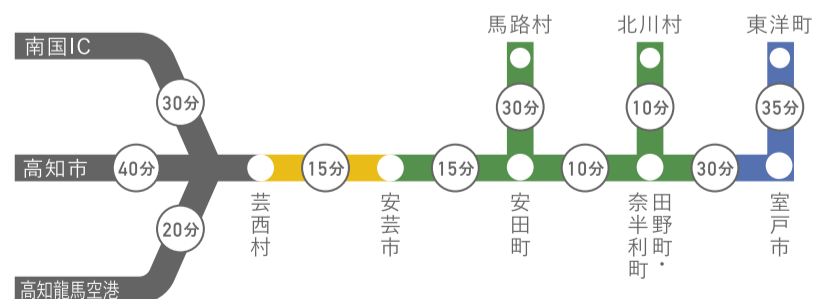 馬路村
北川村
東洋町
南国IC
30分
30分
10分
35分
高知市
40分
15分
15分
10分
30分
芸西村
安芸市
安田町
田野町・
奈半利町
室戸市
20分
高知龍馬空港